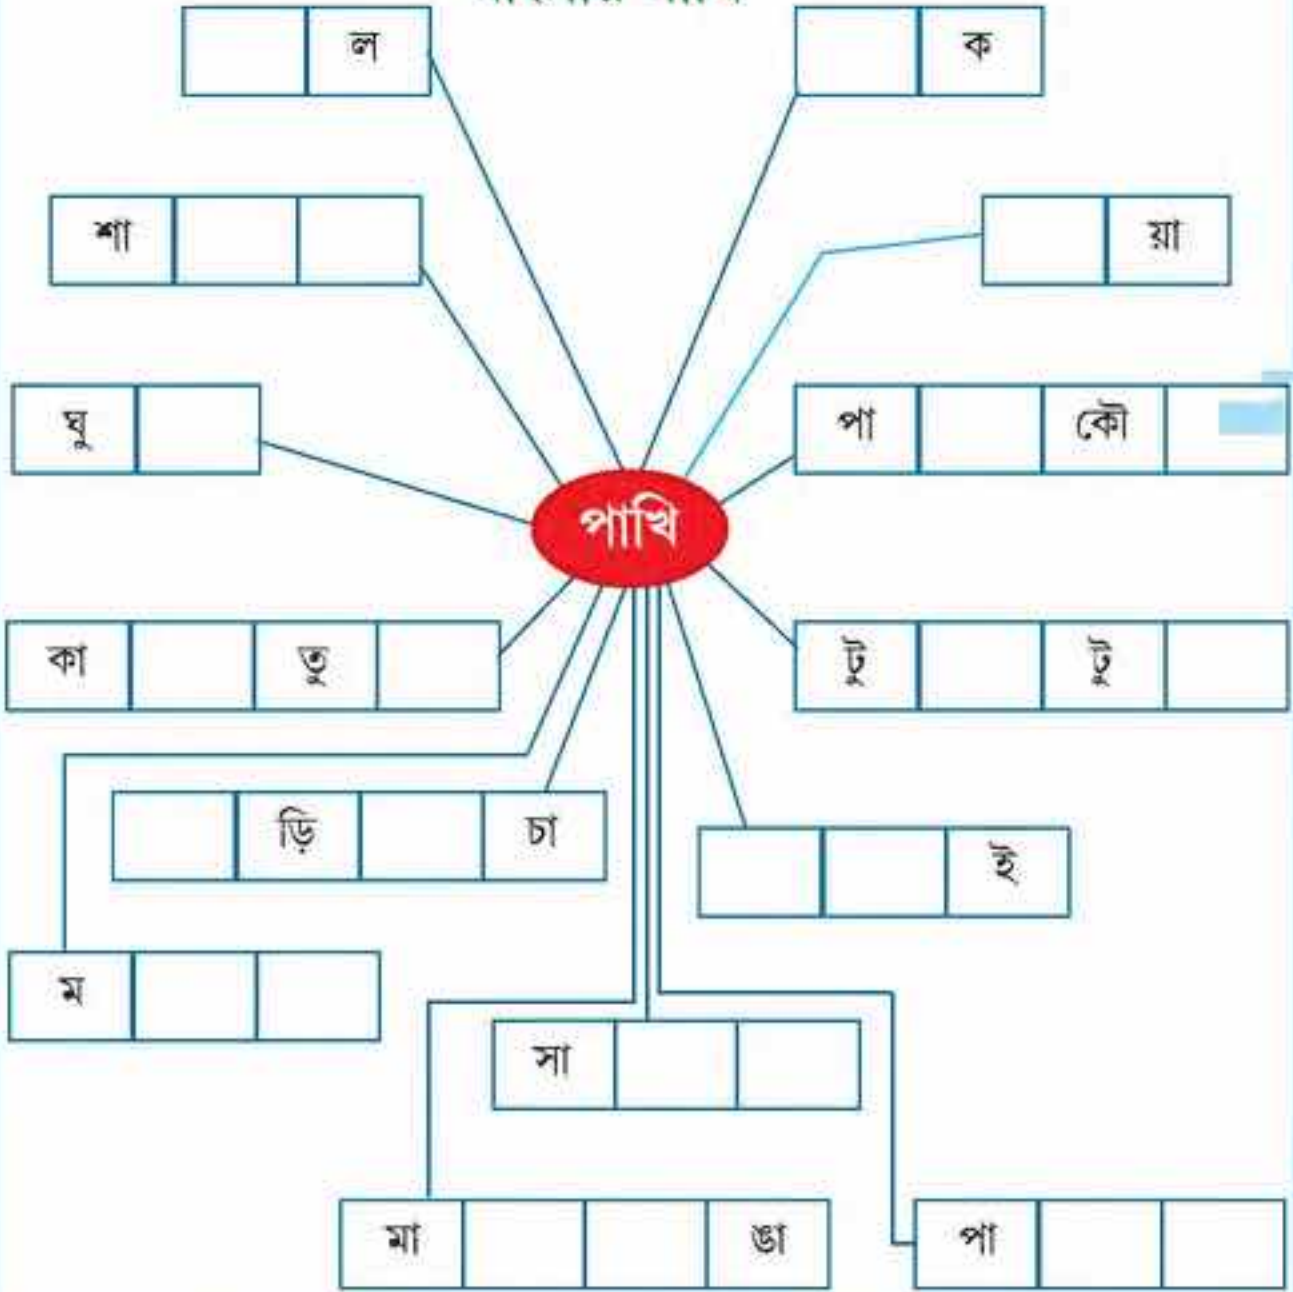 ল
ক
শা
য়া
ঘু
পা কৌ
পাখি
কা তু
টু টু
ড়ি চা
ই
ম
সা
মা ঙা
পা